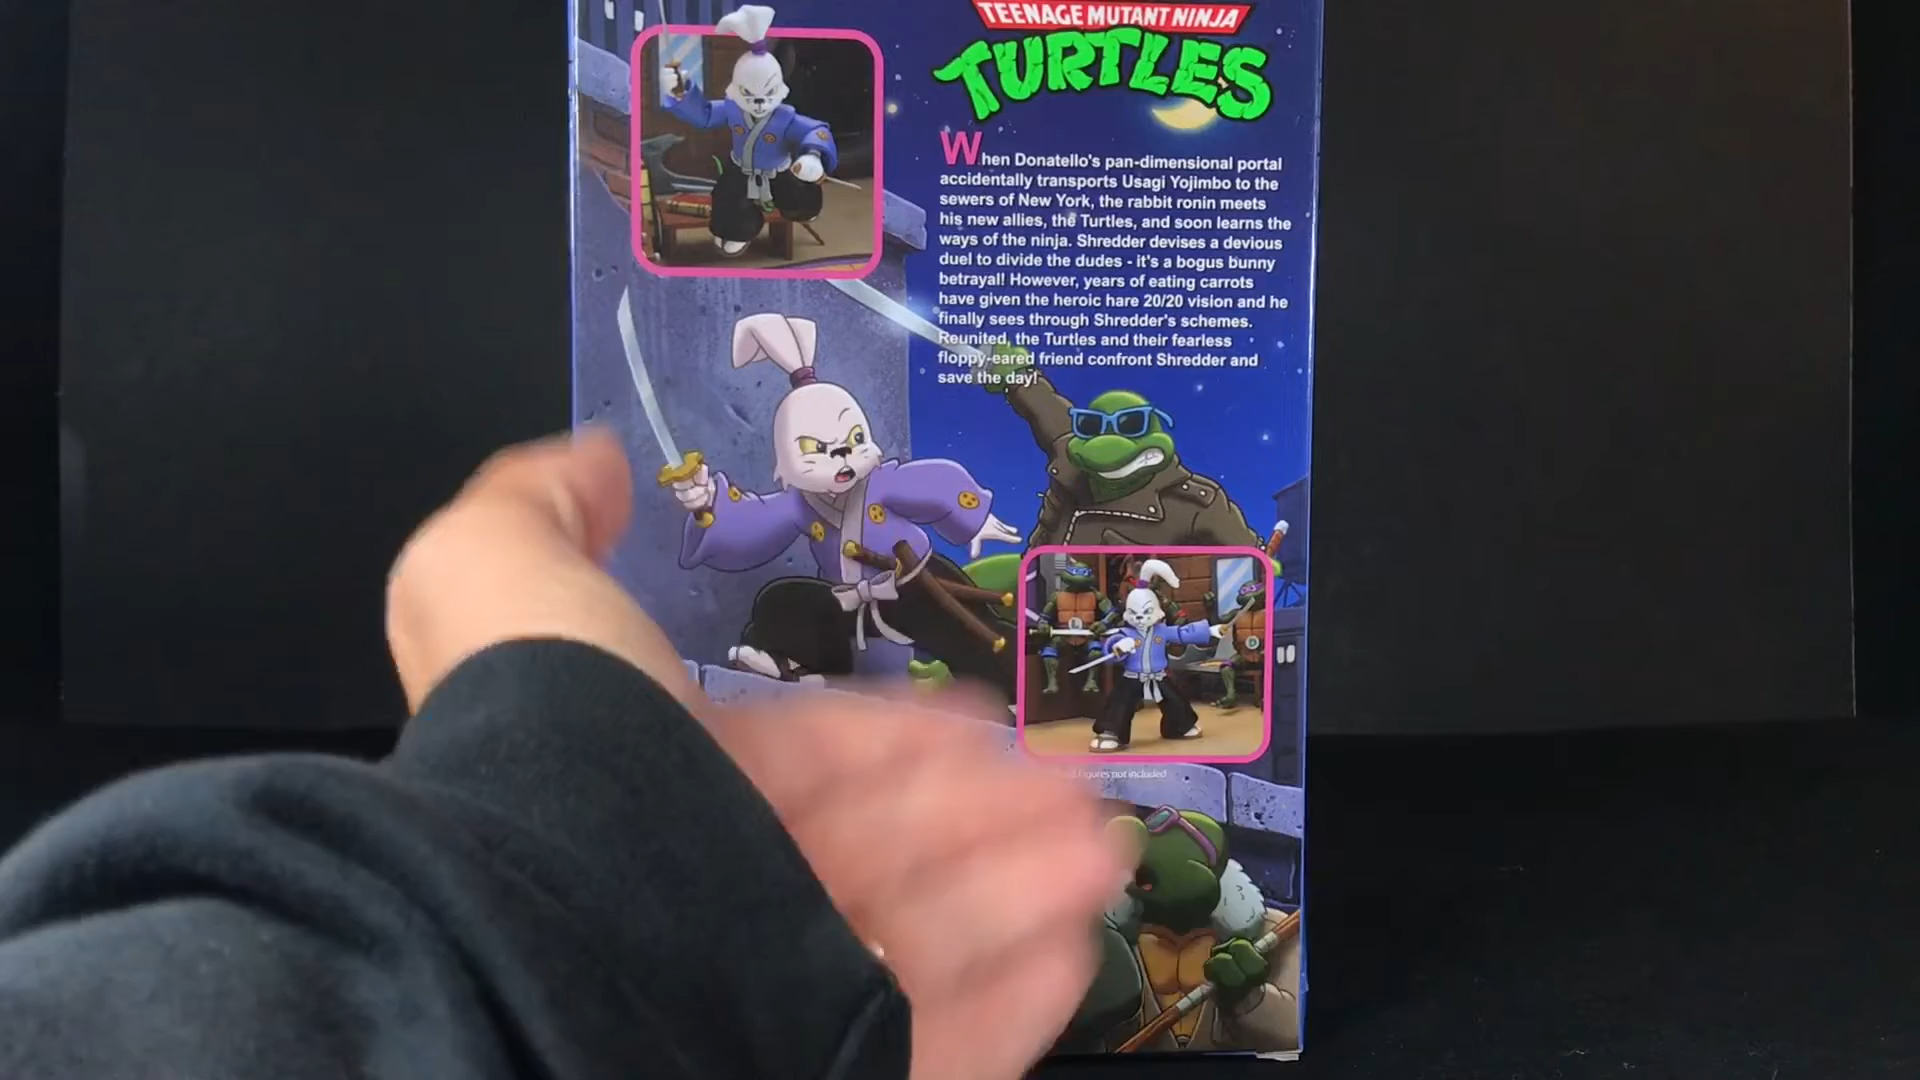 TEENAGE MUTANT NINJA
TURTLES
When Donatello's pan-dimensional portal
accidentally transports Usagi Yojimbo to the
sewers of New York, the rabbit ronin meets
his new allies, the Turtles, and soon learns the
ways of the ninja. Shredder devises a devious
duel to divide the dudes - it's a bogus bunny
betrayal! However, years of eating carrots
have given the heroic hare 20/20 vision and he
finally sees through Shredder's schemes.
Reunited, the Turtles and their fearless
floppy-eared friend confront Shredder and
save the day!
figures not included